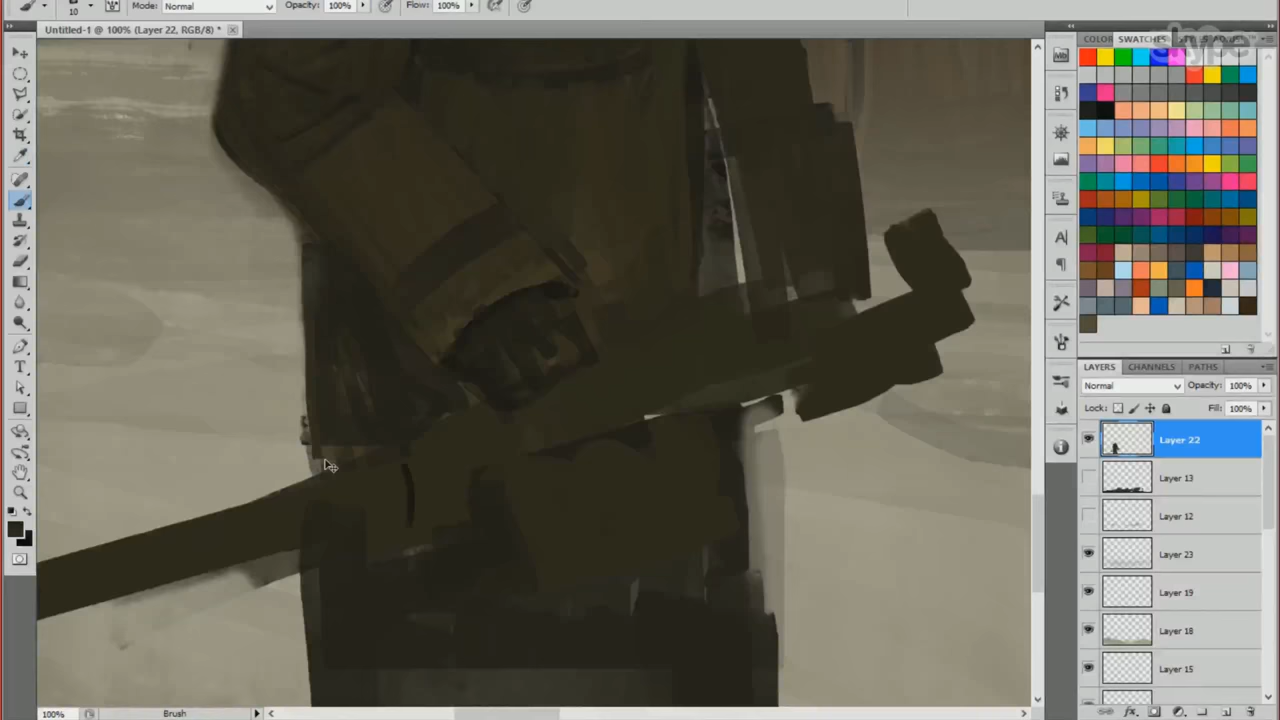 10 Mode: Normal Opacity: 100% Flow: 100%
Untitled-1 @ 100% (Layer 22, RGB/8) *
COLOR SWATCHES
skype
LAYERS CHANNELS PATHS
Normal Opacity: 100%
Lock: Fill: 100%
Layer 22
Layer 13
Layer 12
Layer 23
Layer 19
Layer 18
Layer 15
100% Brush